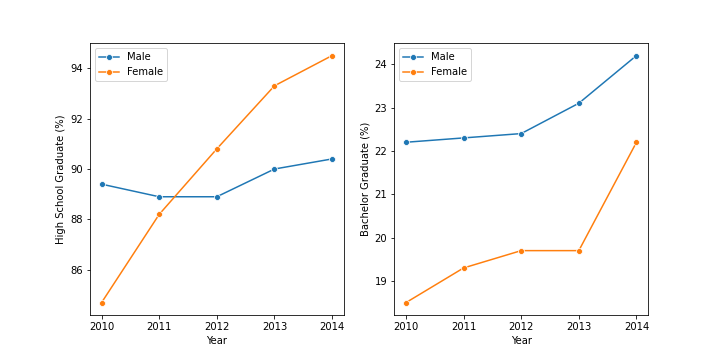 Male
Female
High School Graduate (%)
94
92
90
88
86
2010 2011 2012 2013 2014
Year
Male
Female
Bachelor Graduate (%)
24
23
22
21
20
19
2010 2011 2012 2013 2014
Year